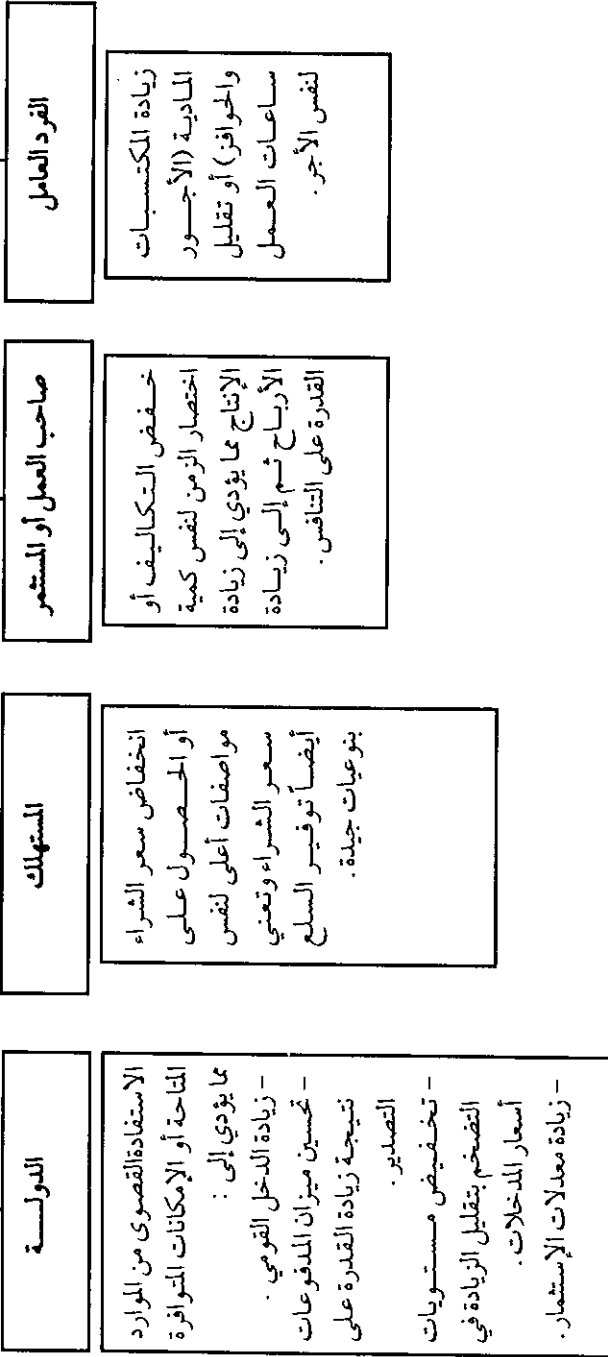 الفرد العامل
زيادة المكتسبات
المادية (الأجور
والحوافز) أو تقليل
ساعات العمل
لنفس الأجر.
صاحب العمل أو المستثمر
خفض التكاليف أو
اختصار الزمن لنفس كمية
الإنتاج مما يؤدي إلى زيادة
الأرباح ثم إلى زيادة
القدرة على التنافس.
المستهلك
انخفاض سعر الشراء
أو الحصول على
مواصفات أعلى لنفس
سعر الشراء وتعني
أيضاً توفير السلع
بنوعيات جيدة.
الدولة
الاستفادة القصوى من الموارد
المتاحة أو الإمكانات المتوافرة
مما يؤدي إلى :
- زيادة الدخل القومي.
- تحسين ميزان المدفوعات
نتيجة زيادة القدرة على
التصدير.
- تخفيض مستويات
التضخم بتقليل الزيادة في
أسعار المدخلات.
- زيادة معدلات الإستثمار.